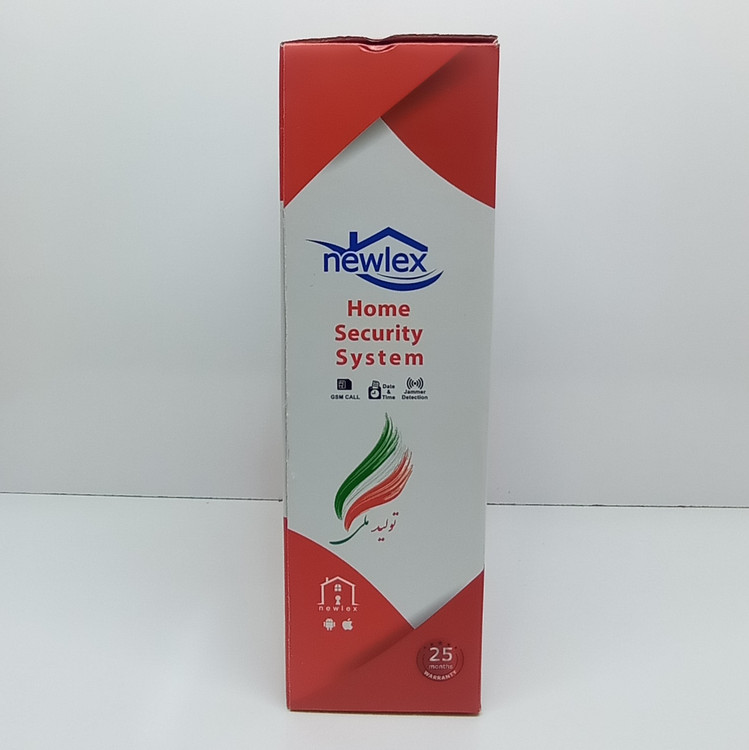 newlex
Home
Security
System
GSM CALL
Date
&
Time
Jammer
Detection
تولید ملی
newlex
25
months
WARRANTY